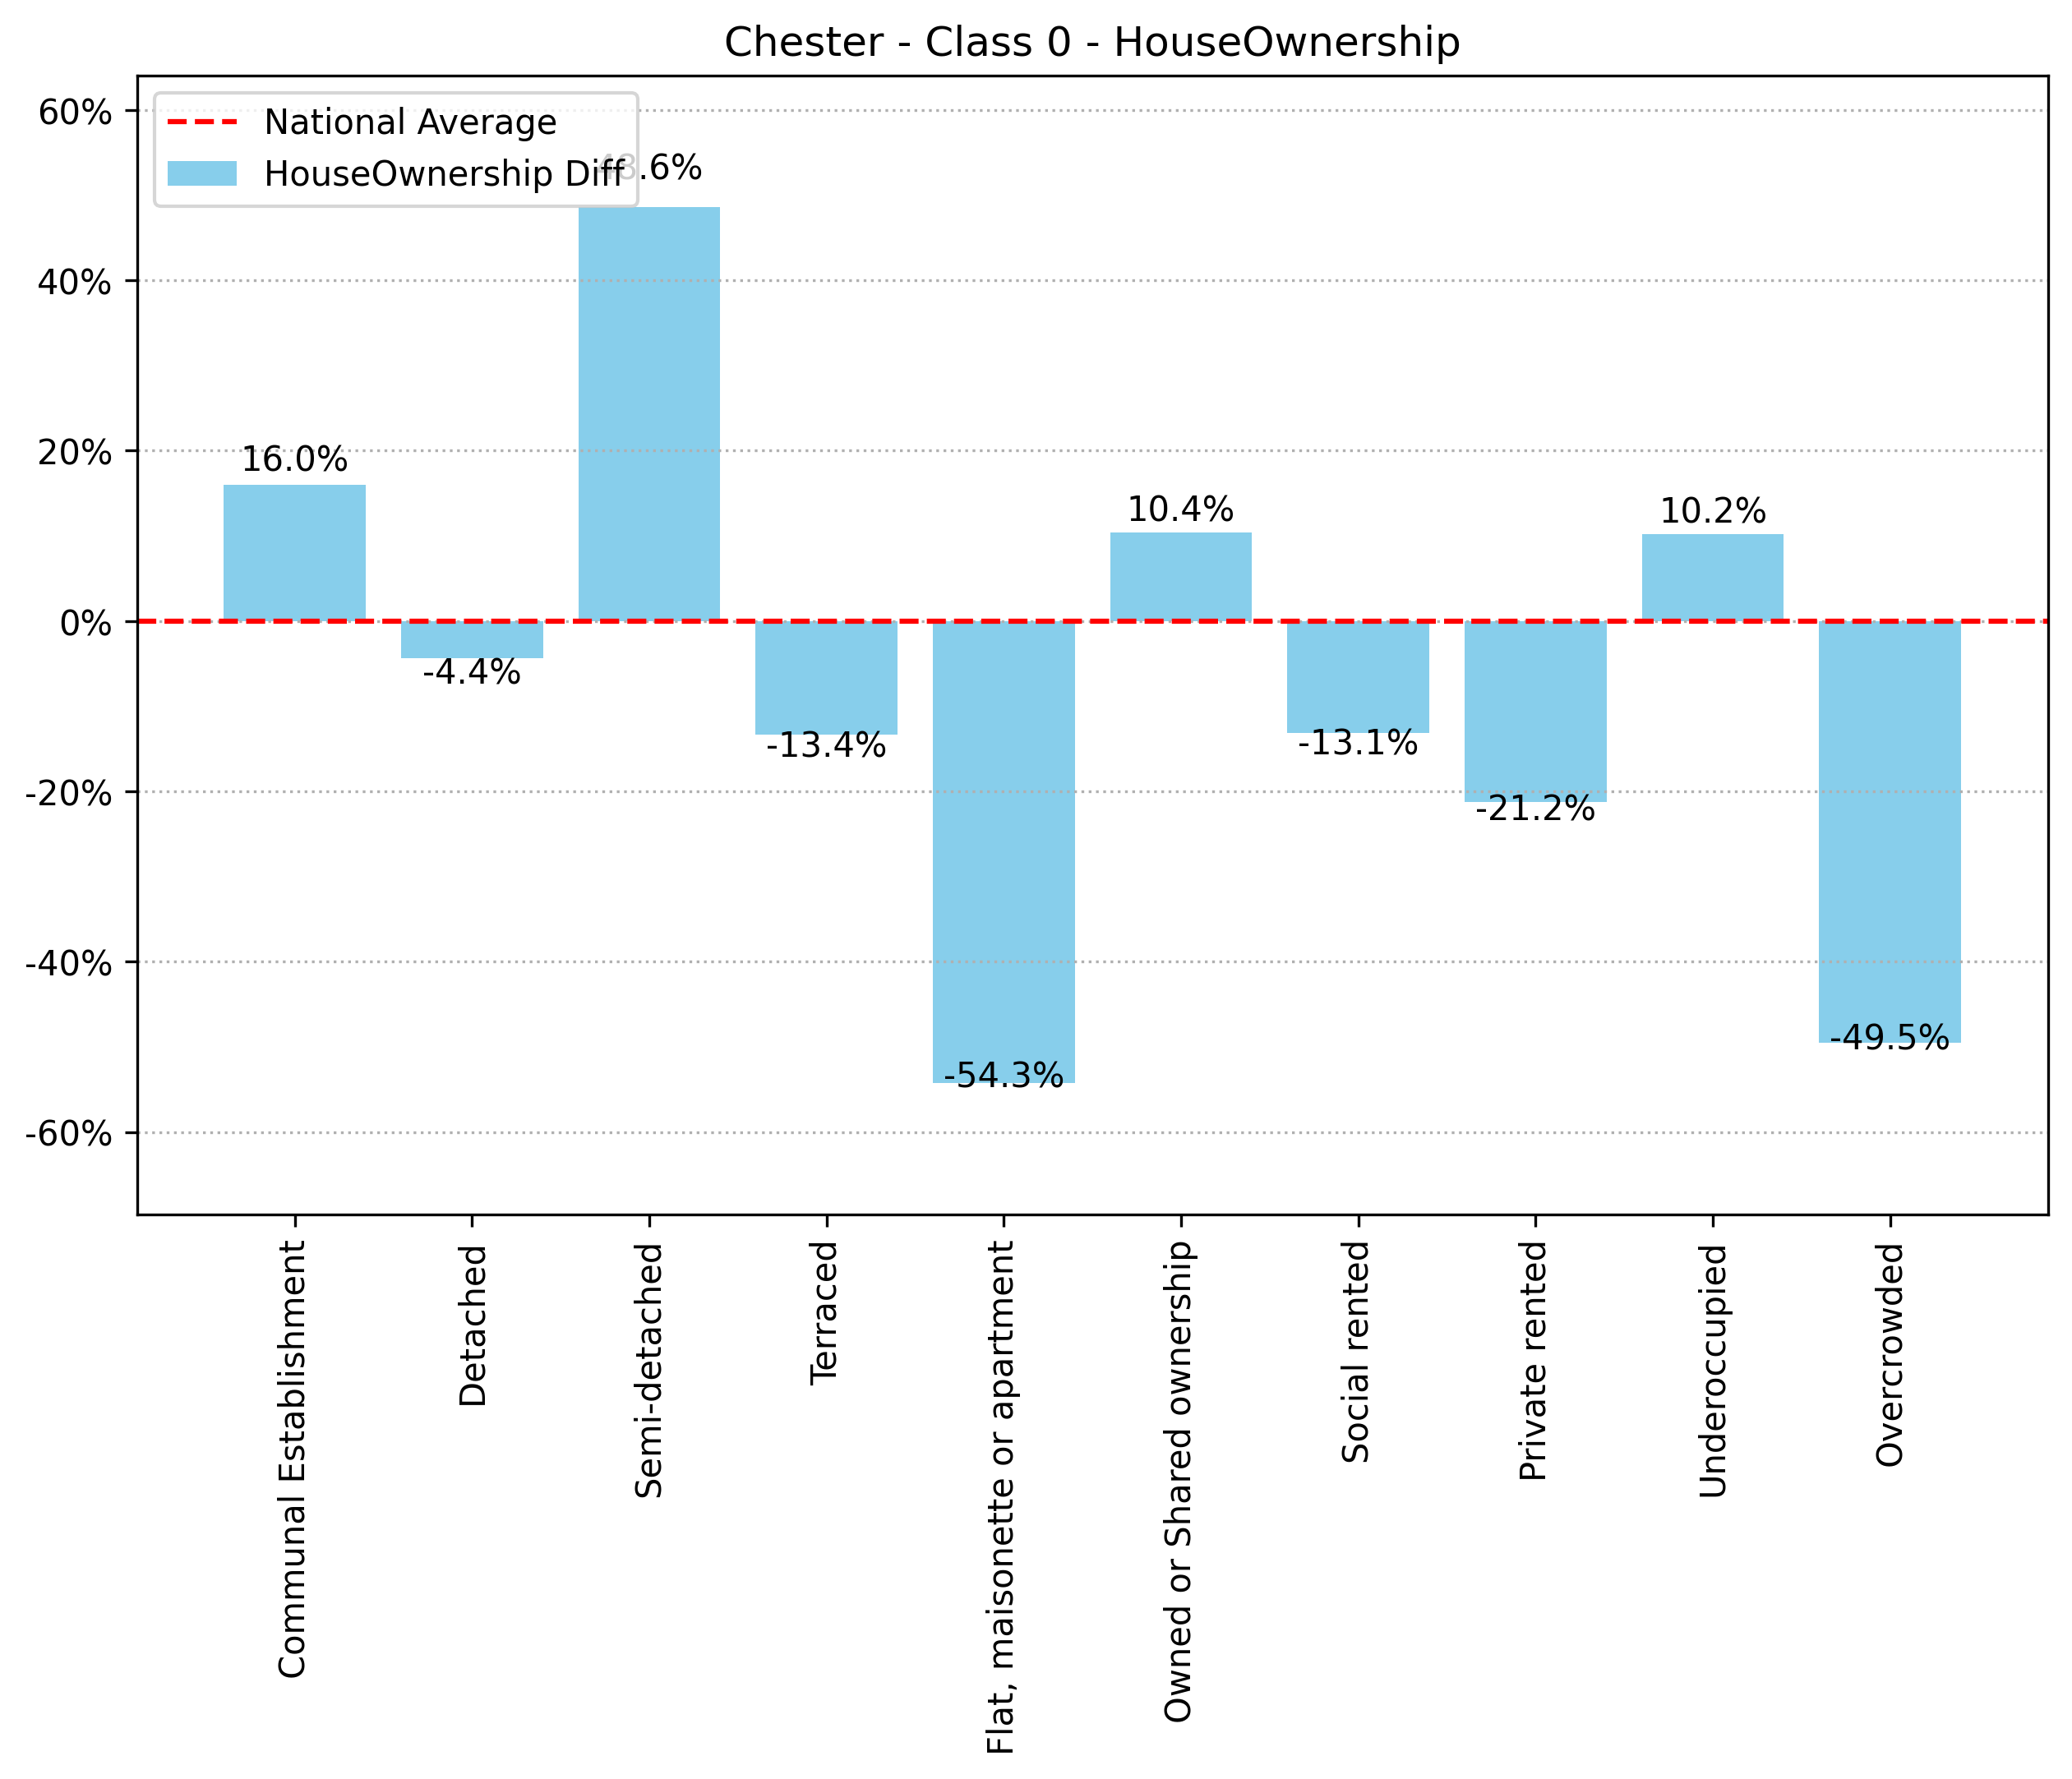 Chester - Class 0 - HouseOwnership
National Average
HouseOwnership Diff
60%
40%
20%
0%
-20%
-40%
-60%
16.0%
-4.4%
48.6%
-13.4%
-54.3%
10.4%
-13.1%
-21.2%
10.2%
-49.5%
Communal Establishment
Detached
Semi-detached
Terraced
Flat, maisonette or apartment
Owned or Shared ownership
Social rented
Private rented
Underoccupied
Overcrowded